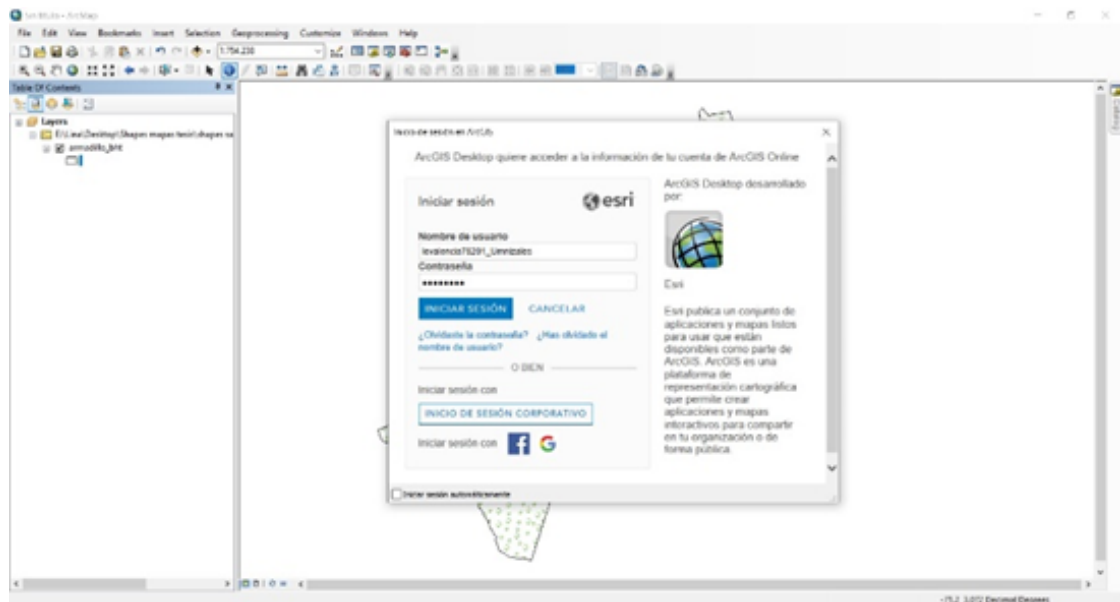 ArcMap
File Edit View Bookmarks Insert Selection Geoprocessing Customize Windows Help
Table Of Contents
Layers
armadillo_bht
ArcGIS Desktop quiere acceder a la información de tu cuenta de ArcGIS Online
Iniciar sesión
esri
Nombre de usuario
Contraseña
INICIAR SESIÓN CANCELAR
¿Olvidaste la contraseña? ¿Has olvidado el
nombre de usuario?
O BIEN
Iniciar sesión con
INICIO DE SESIÓN CORPORATIVO
Iniciar sesión con
ArcGIS Desktop desarrollado
por:
Esri
Esri publica un conjunto de
aplicaciones y mapas listos
para usar que están
disponibles como parte de
ArcGIS. ArcGIS es una
plataforma de
representación cartográfica
que permite crear
aplicaciones y mapas
interactivos para compartir
en tu organización o de
forma pública.
Iniciar sesión automáticamente
Decimal Degrees